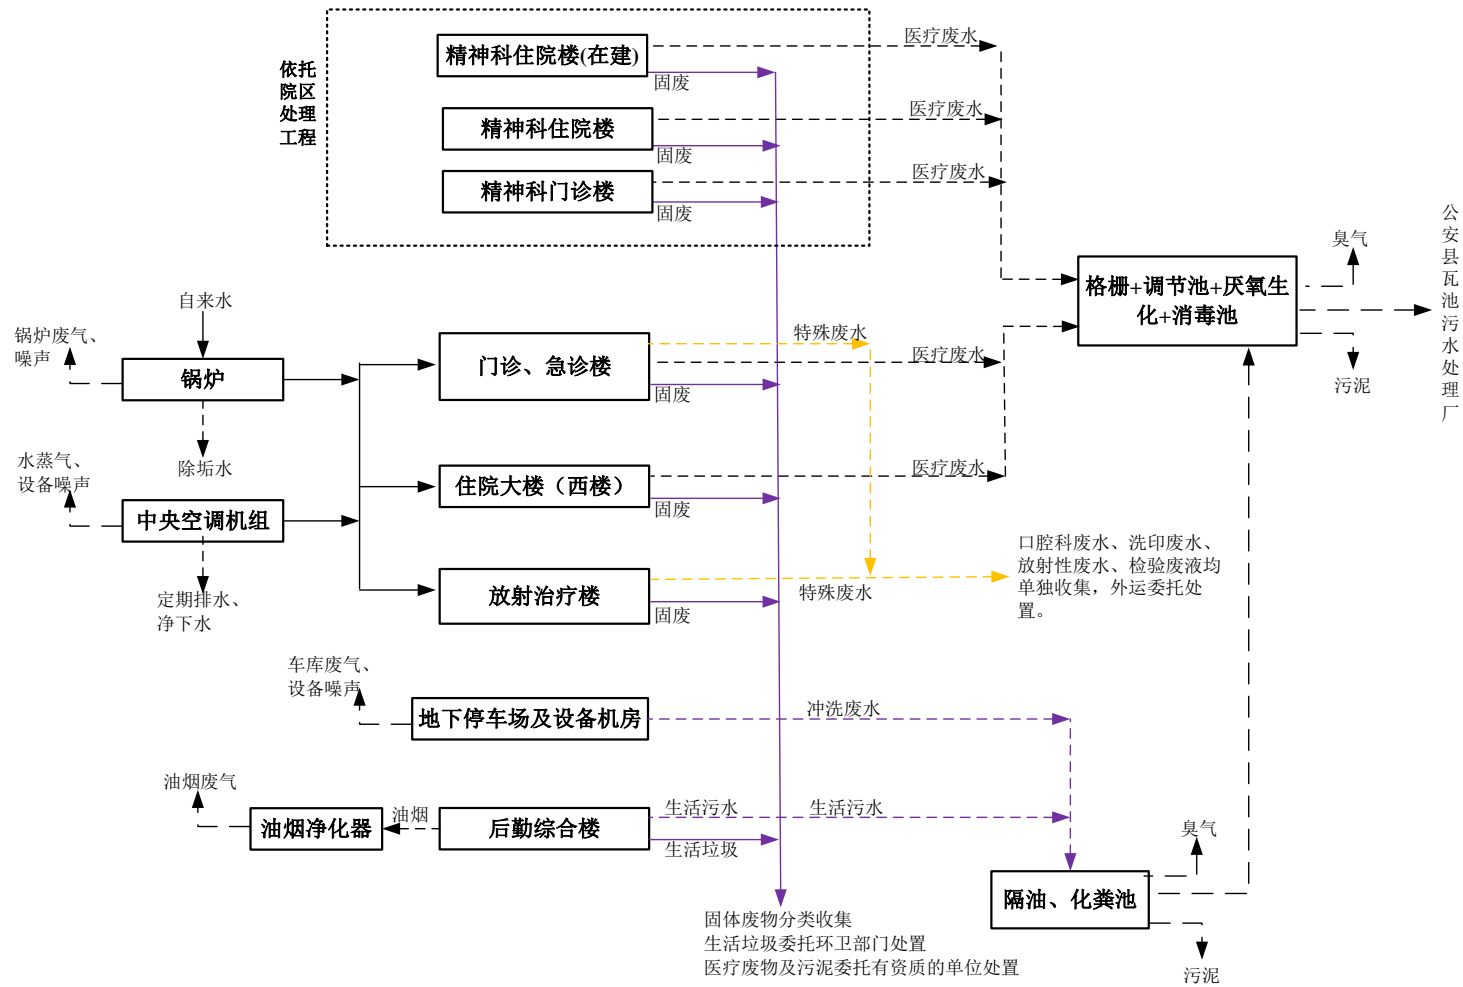 医疗废水
精神科住院楼(在建)
固废
依托
院区
处理
工程
医疗废水
精神科住院楼
固废
医疗废水
精神科门诊楼
固废
公安县瓦池污水处理厂
臭气
格栅+调节池+厌氧生
化+消毒池
污泥
自来水
锅炉废气、
噪声
锅炉
除垢水
特殊废水
医疗废水
门诊、急诊楼
固废
水蒸气、
设备噪声
中央空调机组
定期排水、
净下水
医疗废水
住院大楼（西楼）
固废
放射治疗楼
固废
特殊废水
口腔科废水、洗印废水、
放射性废水、检验废液均
单独收集，外运委托处
置。
车库废气、
设备噪声
地下停车场及设备机房
冲洗废水
油烟废气
油烟净化器
油烟
后勤综合楼
生活污水
生活污水
生活垃圾
臭气
隔油、化粪池
污泥
固体废物分类收集
生活垃圾委托环卫部门处置
医疗废物及污泥委托有资质的单位处置